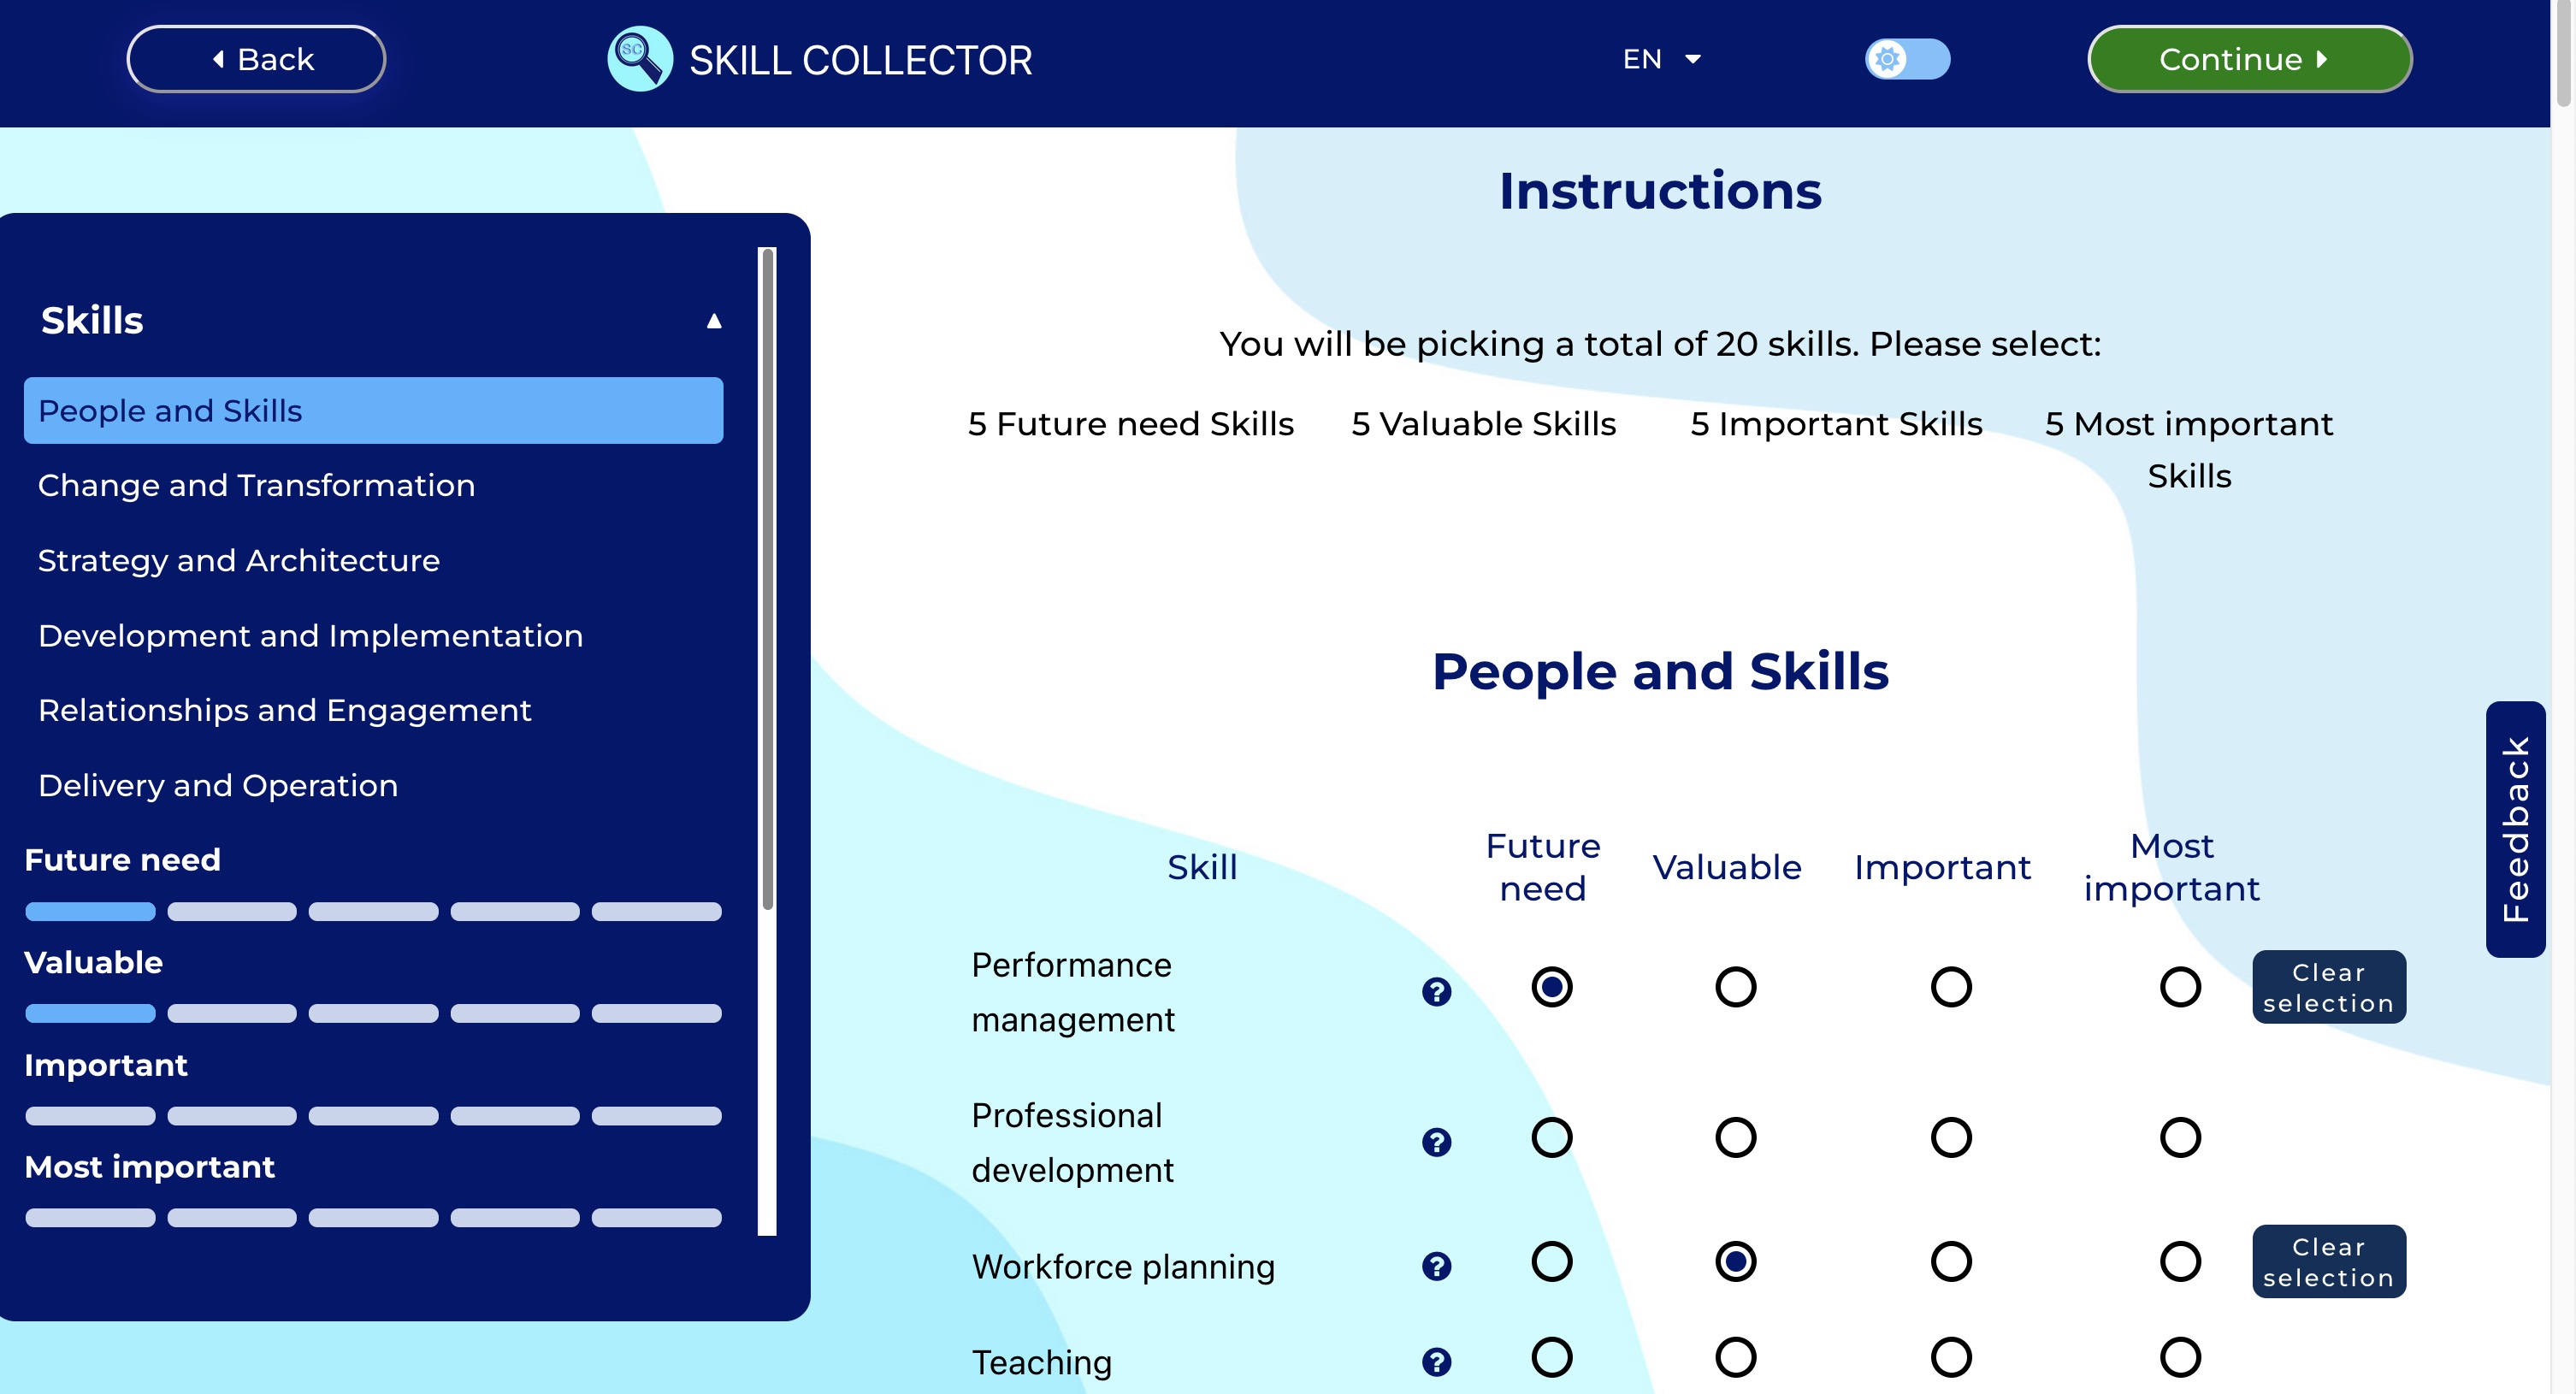 Back
SC
SKILL COLLECTOR
EN
Continue
Skills
People and Skills
Change and Transformation
Strategy and Architecture
Development and Implementation
Relationships and Engagement
Delivery and Operation
Future need
Valuable
Important
Most important
Instructions
You will be picking a total of 20 skills. Please select:
5 Future need Skills
5 Valuable Skills
5 Important Skills
5 Most important
Skills
People and Skills
Skill
Future
need
Valuable
Important
Most
important
Performance
management
?
Clear
selection
Professional
development
?
Workforce planning
?
Clear
selection
Teaching
?
Feedback